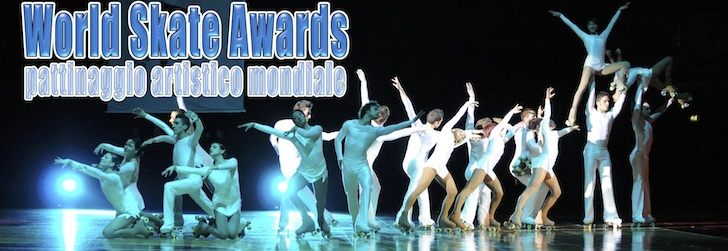 World Skate Awards
pattinaggio artistico mondiale